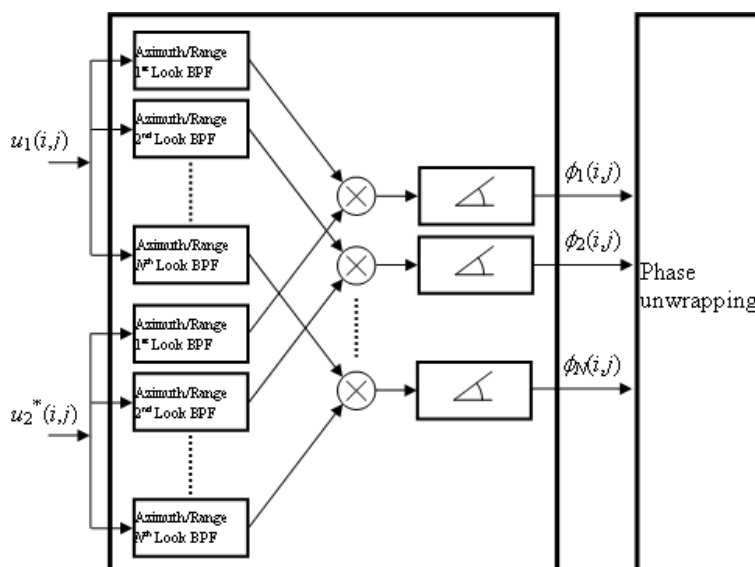 Azimuth/Range
1st Look BPF
Azimuth/Range
2nd Look BPF
u1(i,j)
Azimuth/Range
Nth Look BPF
Azimuth/Range
1st Look BPF
Azimuth/Range
2nd Look BPF
u2*(i,j)
Azimuth/Range
Nth Look BPF
ϕ1(i,j)
ϕ2(i,j)
ϕN(i,j)
Phase
unwrapping